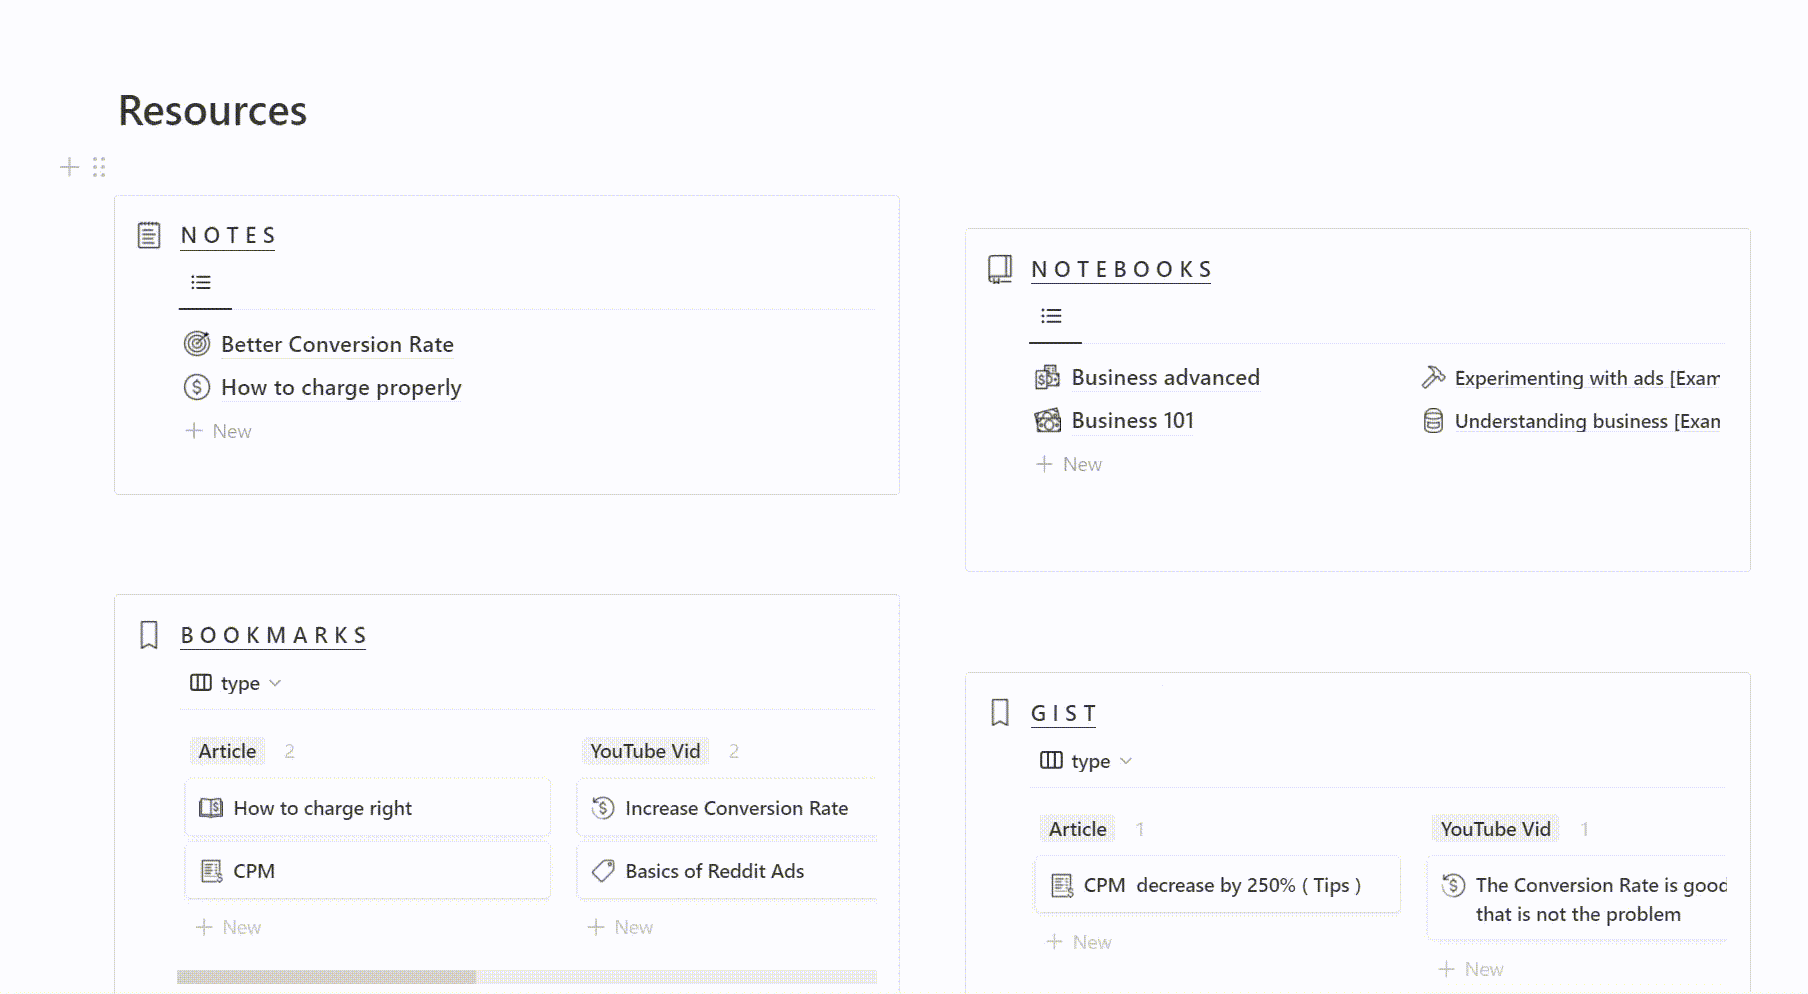 Resources
NOTES
Better Conversion Rate
How to charge properly
New
NOTEBOOKS
Business advanced
Business 101
New
Experimenting with ads [Exam
Understanding business [Exam
BOOKMARKS
type
Article 2
How to charge right
CPM
New
YouTube Vid 2
Increase Conversion Rate
Basics of Reddit Ads
New
GIST
type
Article 1
CPM decrease by 250% ( Tips )
New
YouTube Vid 1
The Conversion Rate is good
that is not the problem
New